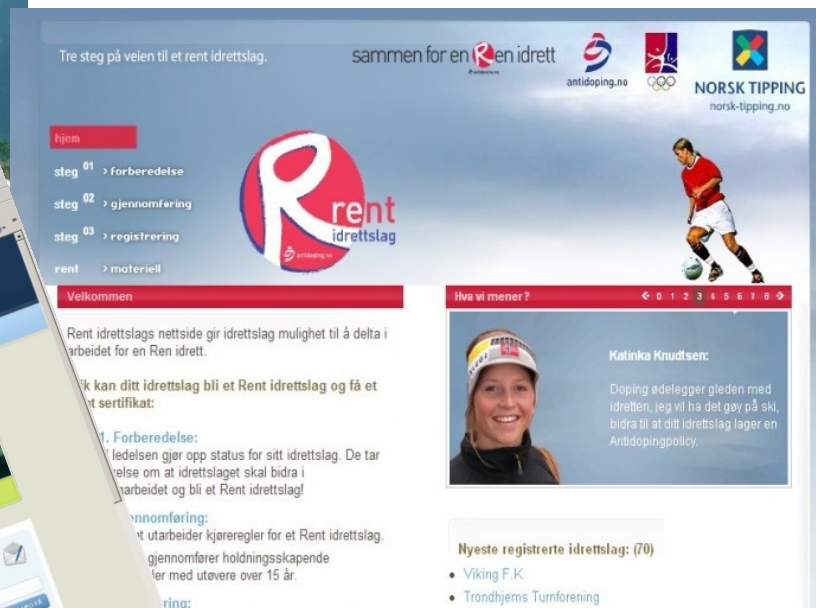 Tre steg på veien til et rent idrettslag.
sammen for en Ren idrett
antidoping.no
NORSK TIPPING
norsk-tipping.no
hjem
steg 01 > forberedelse
steg 02 > gjennomføring
steg 03 > registrering
rent > materiell
Rrent
idrettslag
antidoping.no
Velkommen
Rent idrettslags nettside gir idrettslag mulighet til å delta i
arbeidet for en Ren idrett.
kan ditt idrettslag bli et Rent idrettslag og få et
sertifikat:
1. Forberedelse:
ledelsen gjør opp status for sitt idrettslag. De tar
om at idrettslaget skal bidra i
og bli et Rent idrettslag!
utarbeider kjøreregler for et Rent idrettslag.
gjennomfører holdningsskapende
med utøvere over 15 år.
Hva vi mener?
0 1 2 3 4 5 6 7 8
Katinka Knudtsen:
Doping ødelegger gleden med
idretten, jeg vil ha det gøy på ski,
bidra til at ditt idrettslag lager en
Antidopingpolicy.
Nyeste registrerte idrettslag: (70)
• Viking F.K
• Trondhjems Turnforening